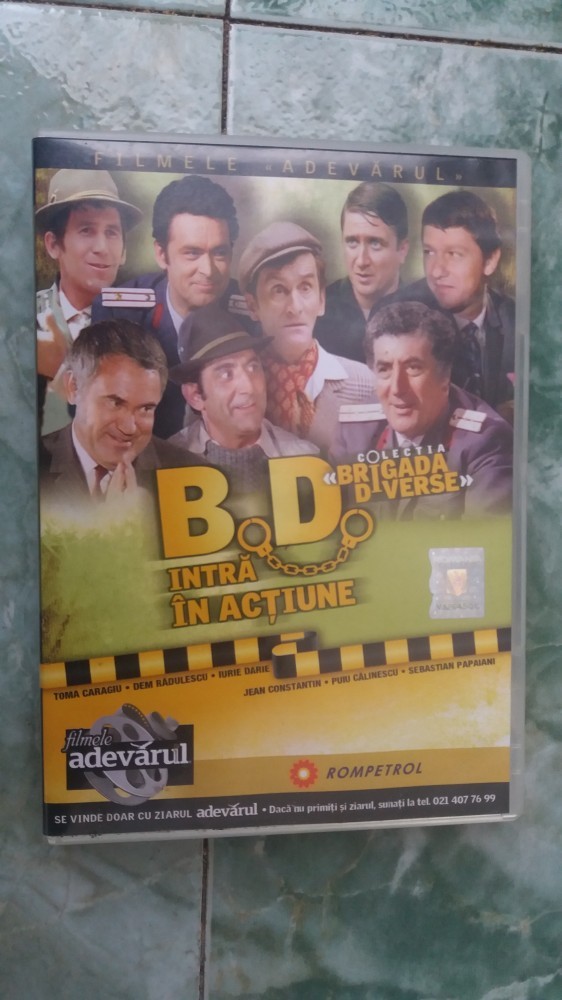 FILMELE «ADEVĂRUL»
COLECTIA
«BRIGADA
DIVERSE»
B.D.
INTRĂ
ÎN ACȚIUNE
TOMA CARAGIU • DEM RĂDULESCU • IURIE DARIE
JEAN CONSTANTIN • PUIU CĂLINESCU • SEBASTIAN PAPAIANI
filmele
adevărul
ROMPETROL
SE VINDE DOAR CU ZIARUL adevărul • Dacă nu primiți și ziarul, sunați la tel. 021 407 76 99